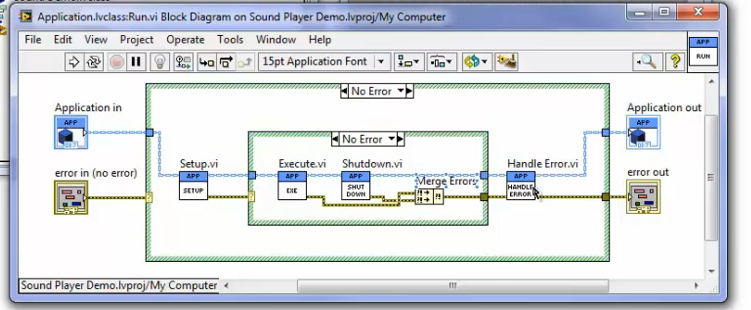 Application.lvclass:Run.vi Block Diagram on Sound Player Demo.lvproj/My Computer
File Edit View Project Operate Tools Window Help
15pt Application Font
APP
RUN
No Error
Application in
APP
Application out
APP
No Error
Setup.vi
Execute.vi
Shutdown.vi
Handle Error.vi
error in (no error)
error out
APP
SETUP
APP
EXE
APP
SHUT
DOWN
Merge Errors
APP
HANDLE
ERROR
Sound Player Demo.lvproj/My Computer